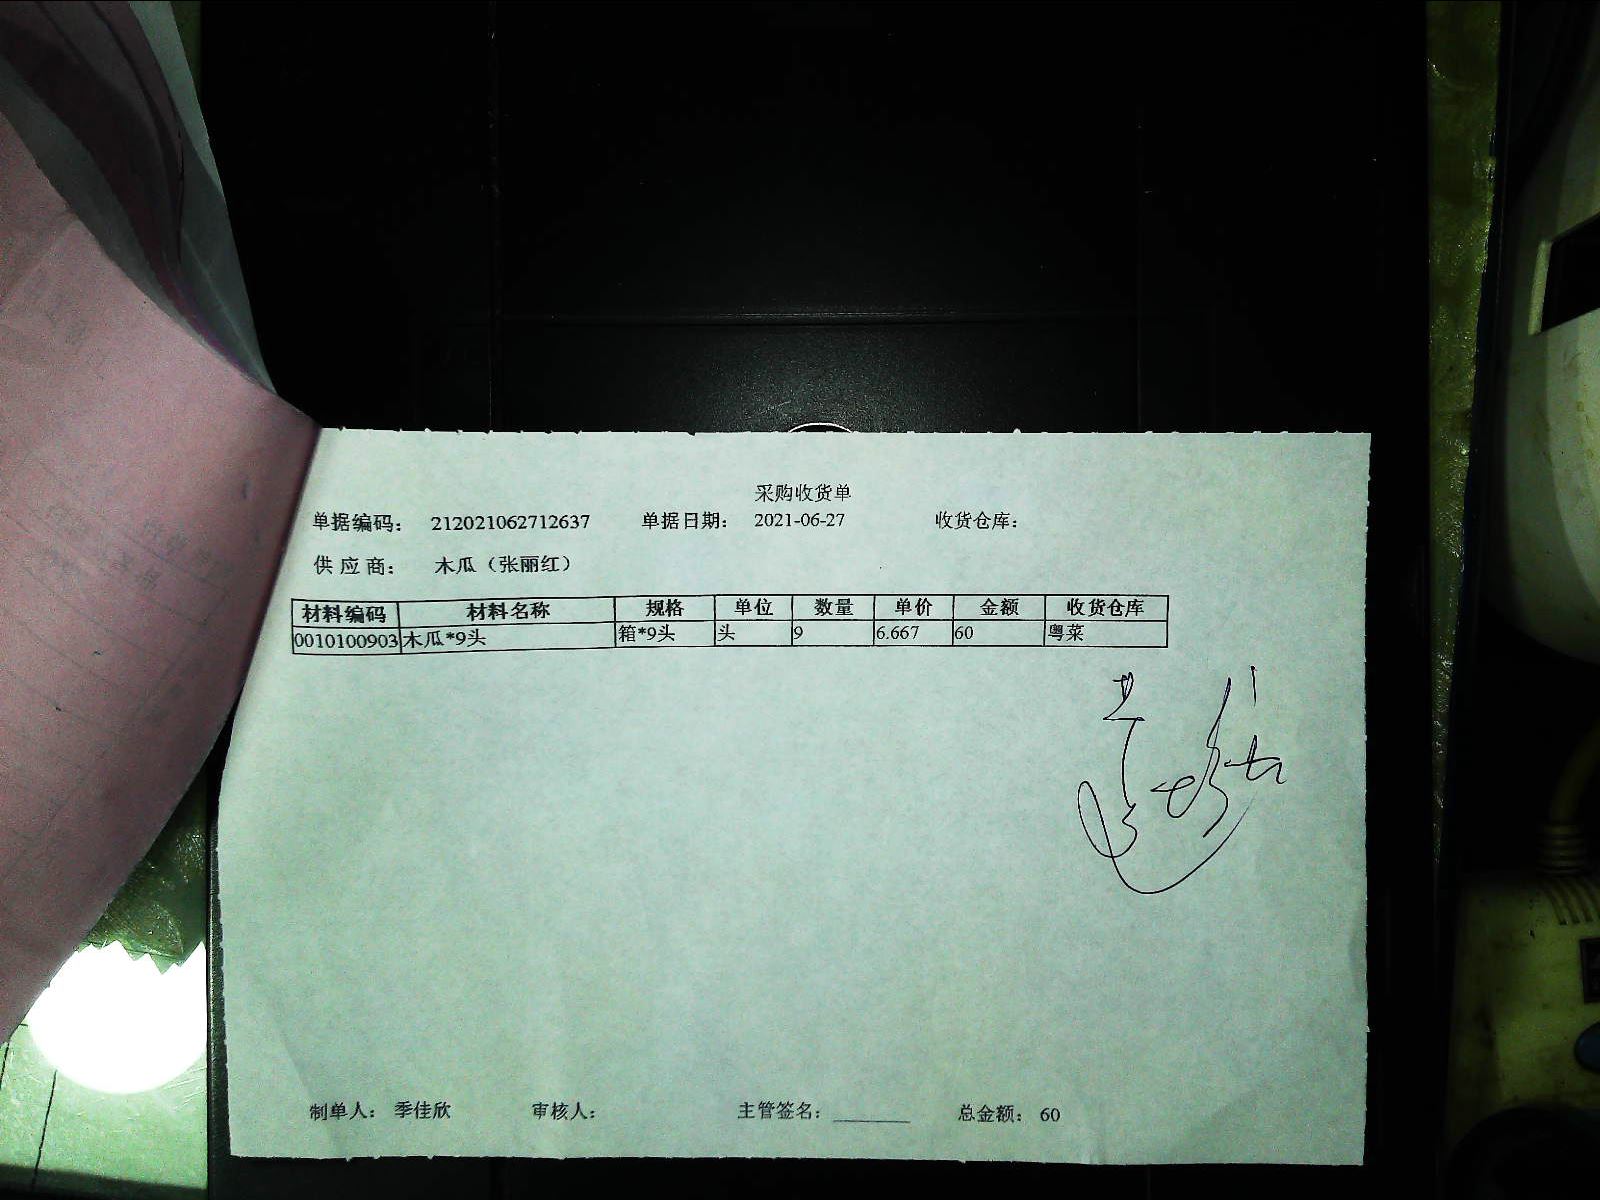 采购收货单
单据编码： 212021062712637 单据日期： 2021-06-27 收货仓库：
供应商： 木瓜（张丽红）
材料编码 材料名称 规格 单位 数量 单价 金额 收货仓库
0010100903 木瓜*9头 箱*9头 头 9 6.667 60 粤菜
制单人： 季佳欣 审核人： 主管签名：________ 总金额： 60